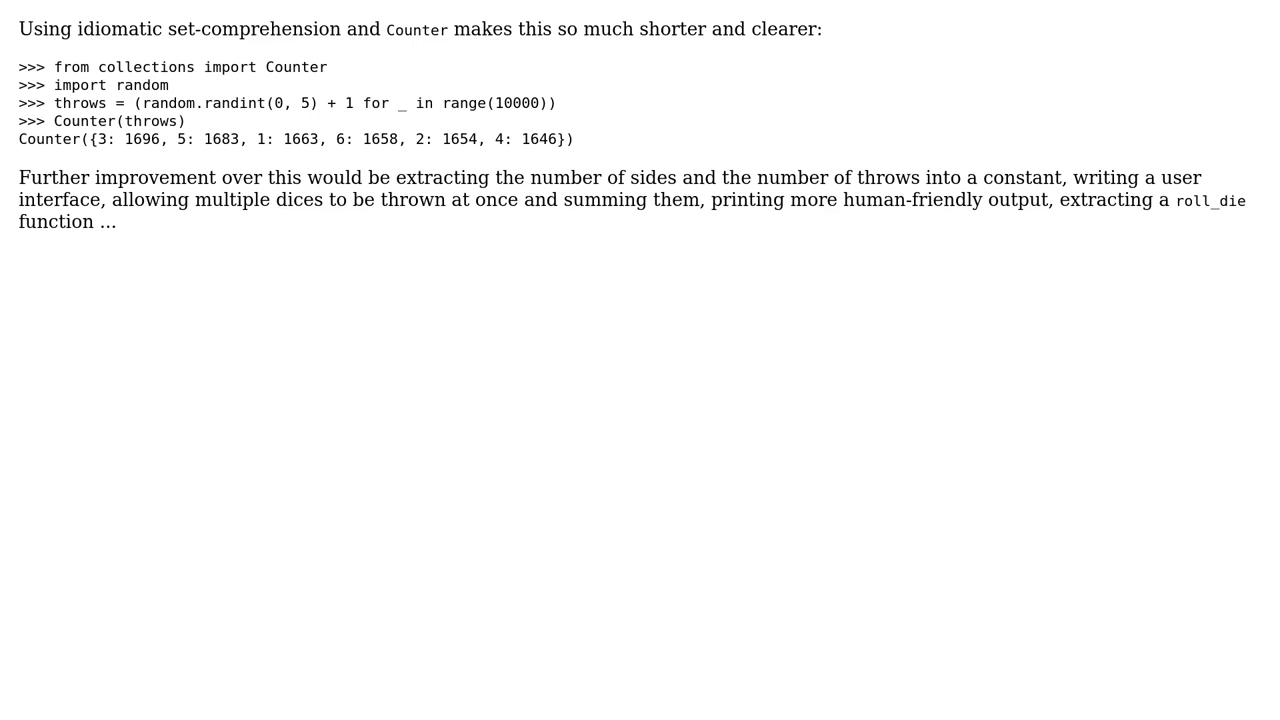 Using idiomatic set-comprehension and Counter makes this so much shorter and clearer:
>>> from collections import Counter
>>> import random
>>> throws = (random.randint(0, 5) + 1 for _ in range(10000))
>>> Counter(throws)
Counter({3: 1696, 5: 1683, 1: 1663, 6: 1658, 2: 1654, 4: 1646})
Further improvement over this would be extracting the number of sides and the number of throws into a constant, writing a user
interface, allowing multiple dices to be thrown at once and summing them, printing more human-friendly output, extracting a roll_die
function ...